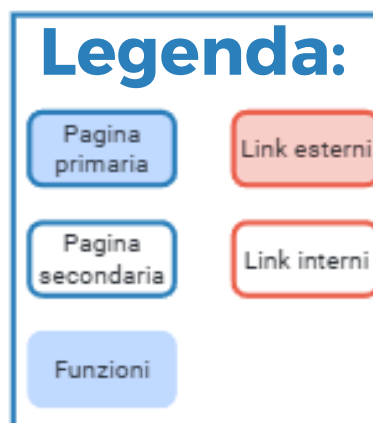 Legenda:
Pagina
primaria
Link esterni
Pagina
secondaria
Link interni
Funzioni